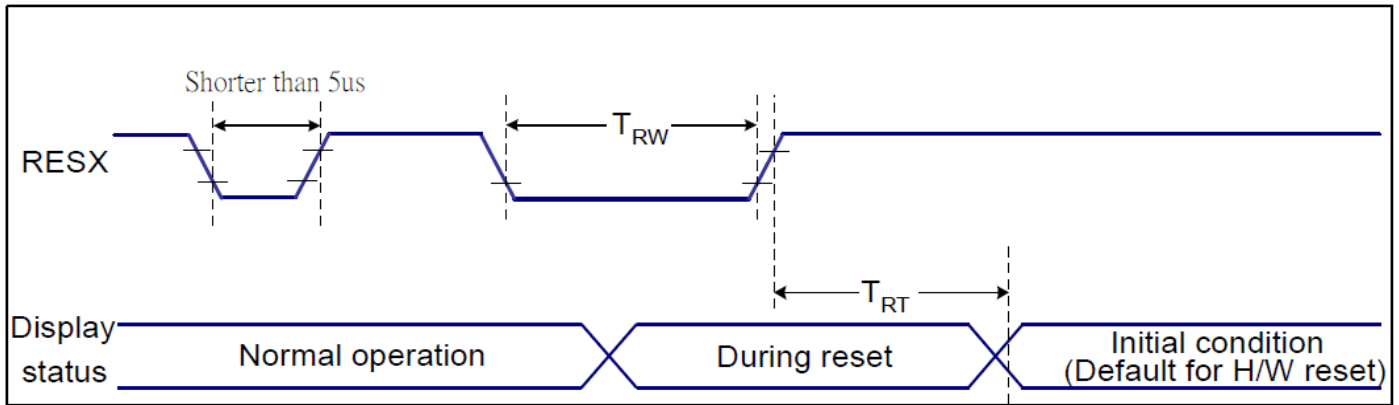 Shorter than 5us
RESX
TRW
TRT
Display
status
Normal operation
During reset
Initial condition
(Default for H/W reset)